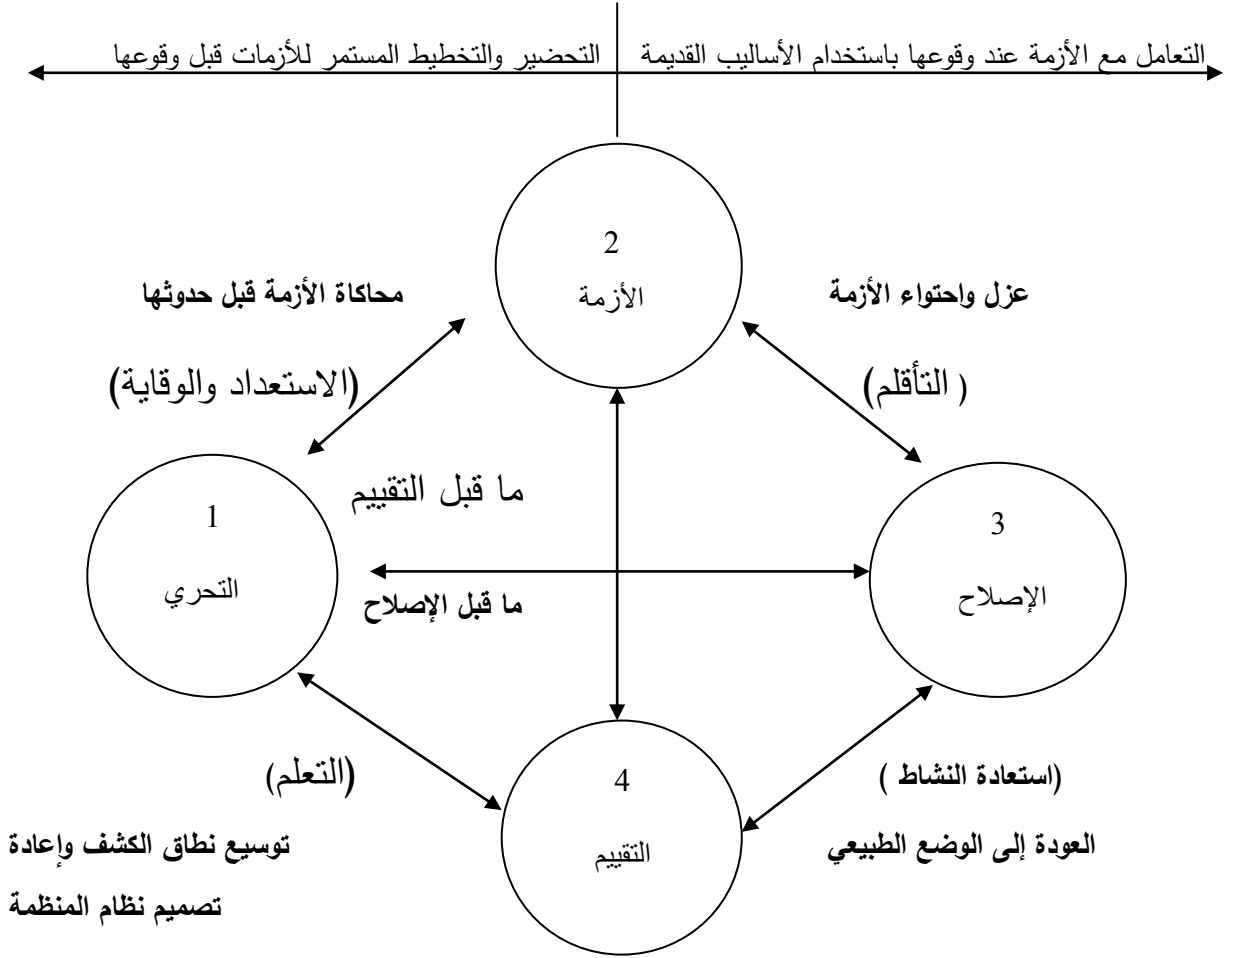 التعامل مع الأزمة عند وقوعها باستخدام الأساليب القديمة
التحضير والتخطيط المستمر للأزمات قبل وقوعها
2
الأزمة
عزل واحتواء الأزمة
محاكاة الأزمة قبل حدوثها
( التأقلم)
(الاستعداد والوقاية)
ما قبل التقييم
3
الإصلاح
1
التحري
ما قبل الإصلاح
(استعادة النشاط )
العودة إلى الوضع الطبيعي
4
التقييم
(التعلم)
توسيع نطاق الكشف وإعادة
تصميم نظام المنظمة